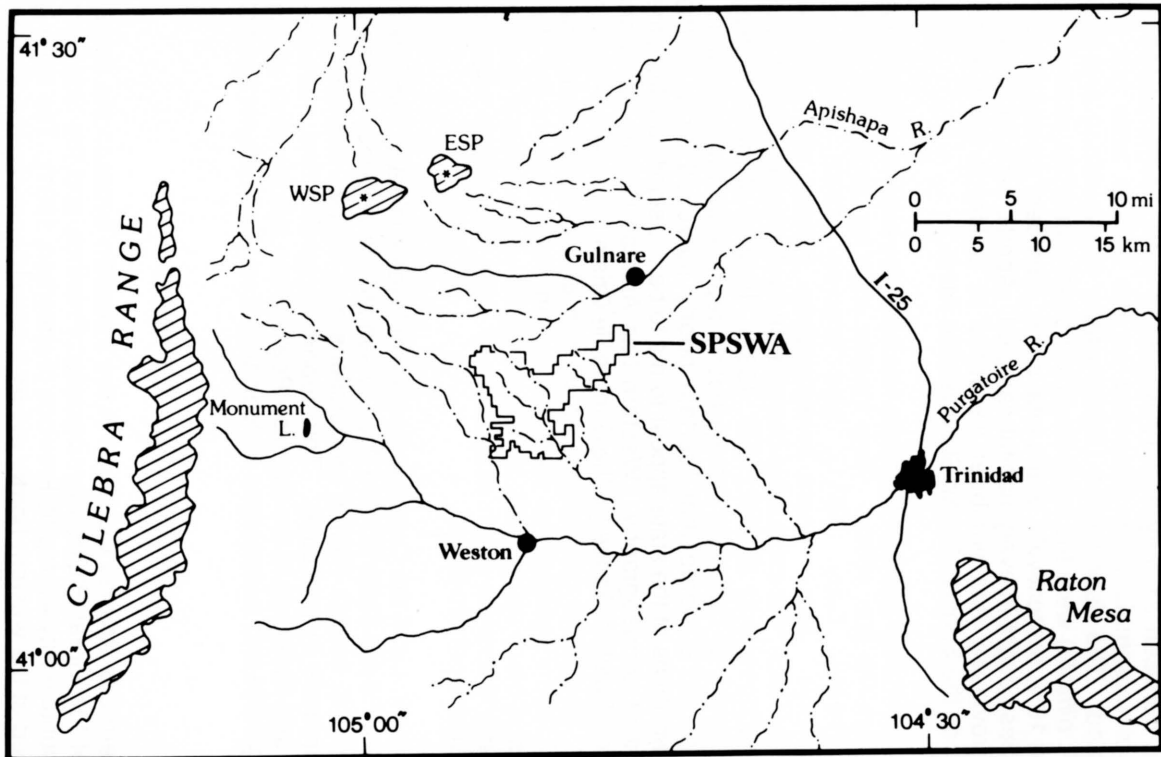 41° 30"
ESP
WSP
Apishapa R.
0 5 10 mi
0 5 10 15 km
CULEBRA RANGE
Gulnare
I-25
SPSWA
Purgatoire R.
Monument
L.
Trinidad
Weston
Raton
Mesa
41° 00"
105° 00"
104° 30"